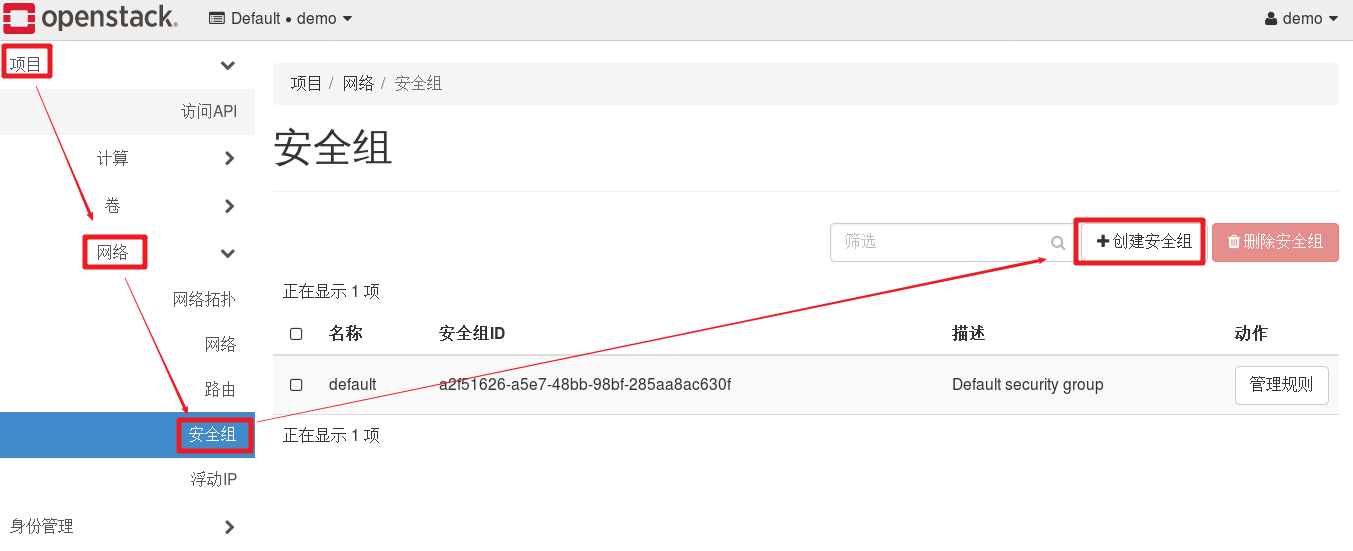 openstack.
Default • demo
demo
项目
访问API
计算
卷
网络
网络拓扑
网络
路由
安全组
浮动IP
身份管理
项目 / 网络 / 安全组
安全组
筛选
创建安全组
删除安全组
正在显示 1 项
名称 安全组ID 描述 动作
default a2f51626-a5e7-48bb-98bf-285aa8ac630f Default security group 管理规则
正在显示 1 项